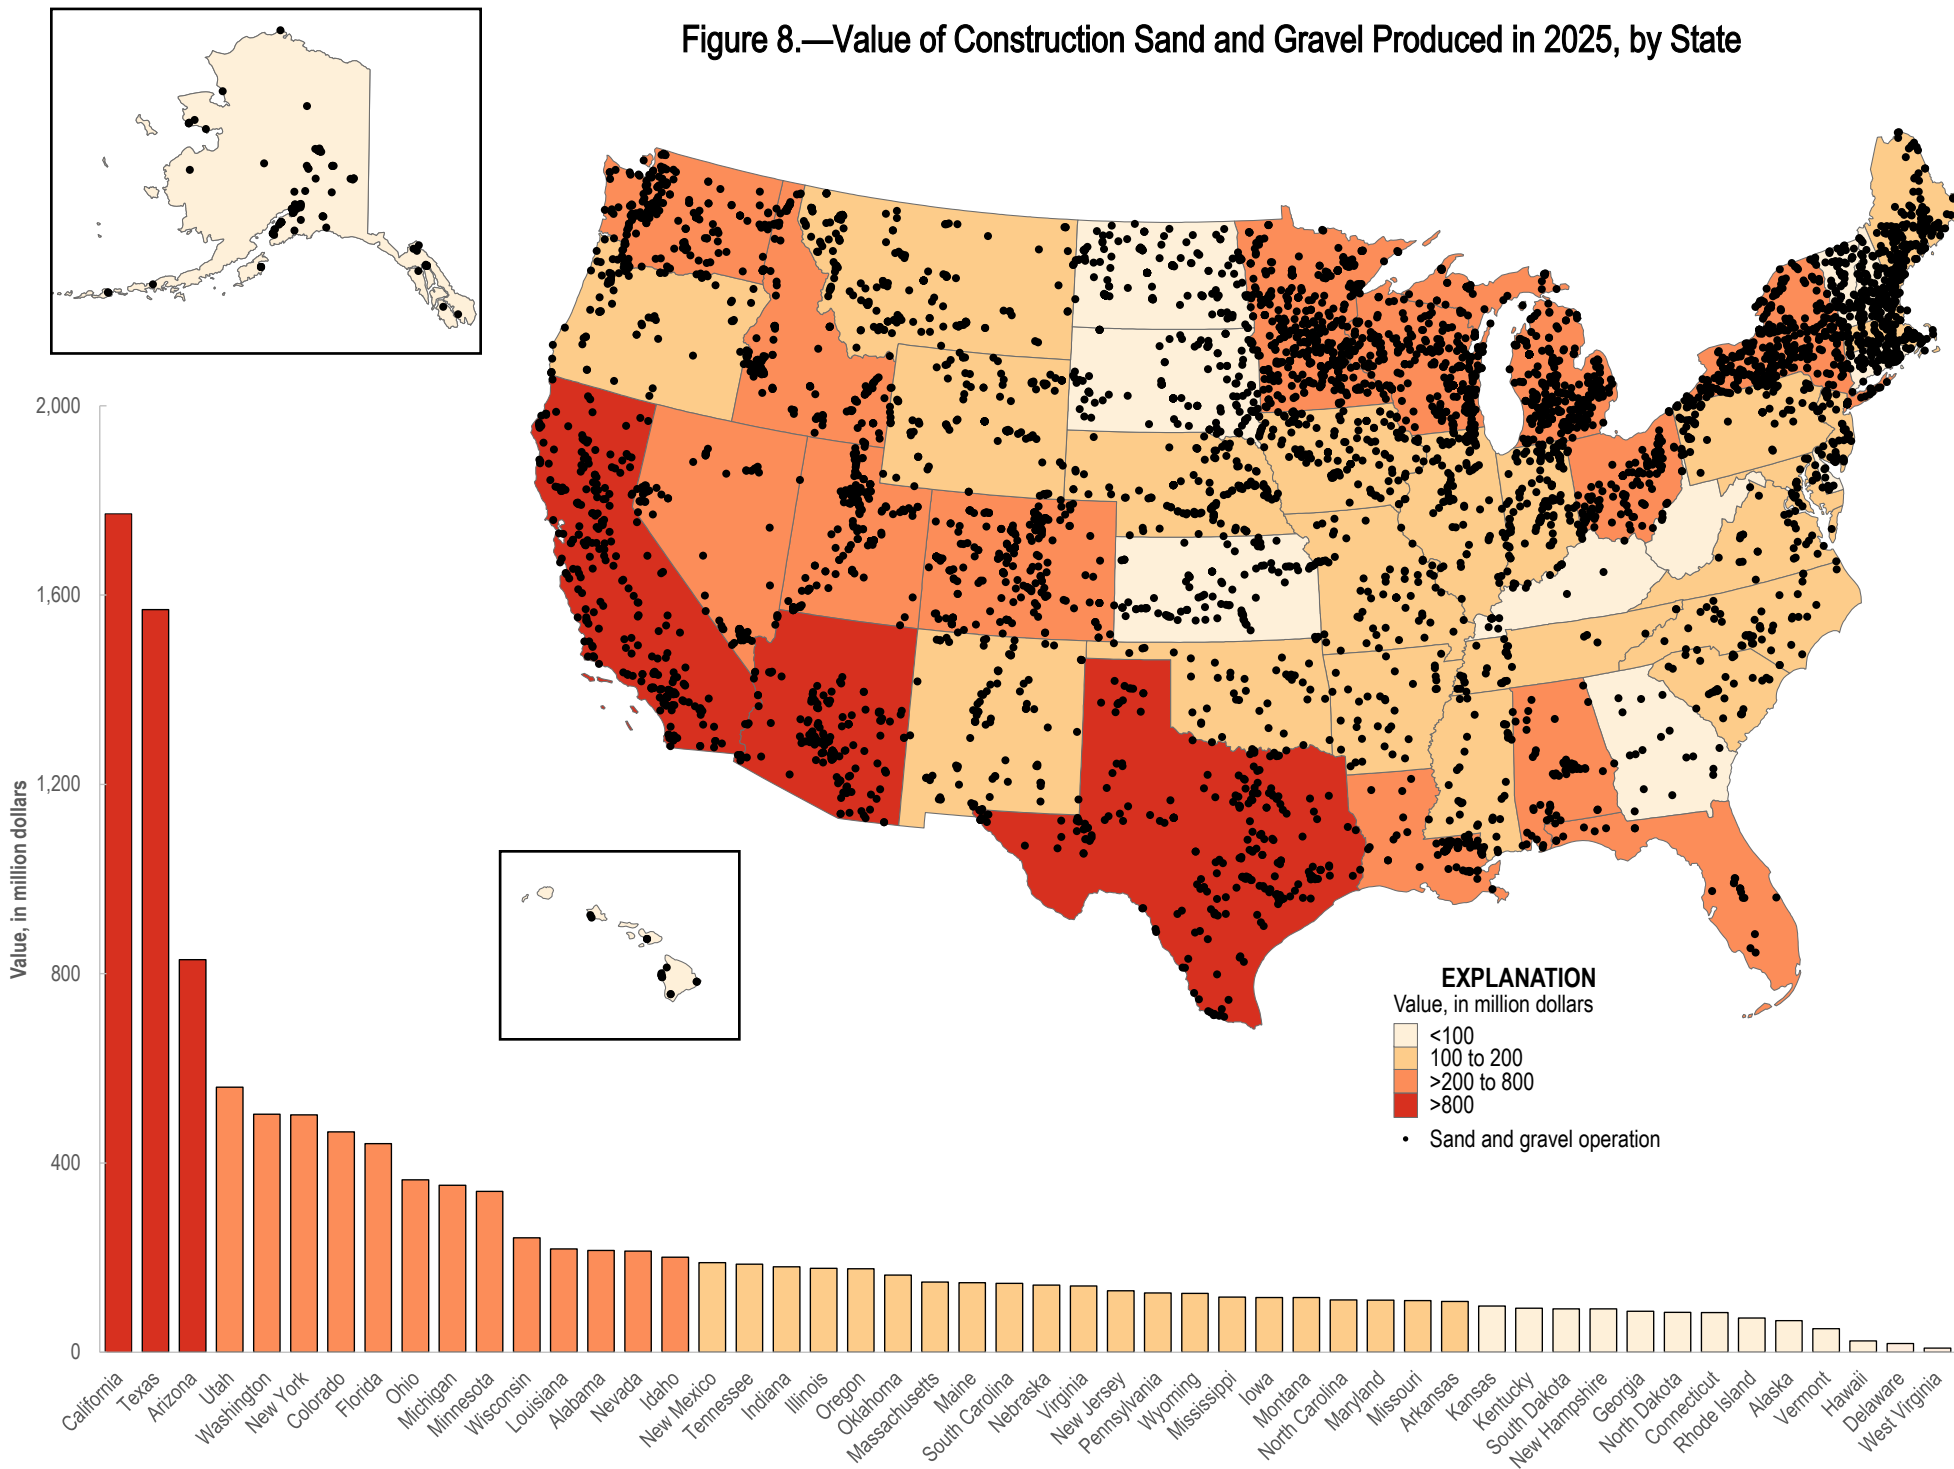 Figure 8.—Value of Construction Sand and Gravel Produced in 2025, by State
2,000
1,600
1,200
800
400
0
Value, in million dollars
EXPLANATION
Value, in million dollars
<100
100 to 200
>200 to 800
>800
Sand and gravel operation
California
Texas
Arizona
Utah
Washington
New York
Colorado
Florida
Ohio
Michigan
Minnesota
Wisconsin
Louisiana
Alabama
Nevada
Idaho
New Mexico
Tennessee
Indiana
Illinois
Oregon
Oklahoma
Massachusetts
Maine
South Carolina
Nebraska
Virginia
New Jersey
Pennsylvania
Wyoming
Mississippi
Iowa
Montana
North Carolina
Maryland
Missouri
Arkansas
Kansas
Kentucky
South Dakota
New Hampshire
Georgia
North Dakota
Connecticut
Rhode Island
Alaska
Vermont
Hawaii
Delaware
West Virginia